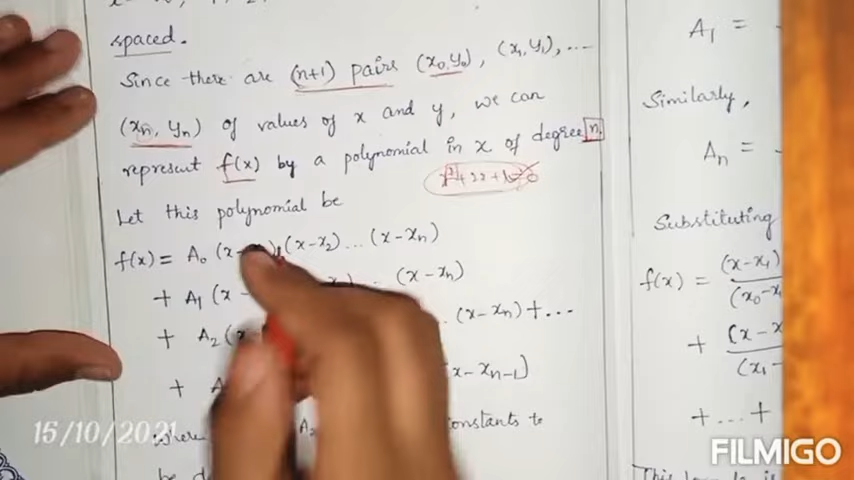 spaced.
Since there are (n+1) pairs (x₀, y₀), (x₁, y₁), ...
(xₙ, yₙ) of values of x and y, we can
represent f(x) by a polynomial in x of degree n.
Let this polynomial be
f(x) = A₀ (x- (x-x₂) ... (x-xₙ)
+ A₁ (x - (x-xₙ)
+ A₂ (x-xₙ) + ...
+ x-xₙ₋₁)
constants to
be
A₁ =
Similarly,
Aₙ =
Substituting
f(x) = (x-x₁)
(x₀-x₁
+ (x-x
(x₁-
+ ... +
15/10/2021
FILMIGO